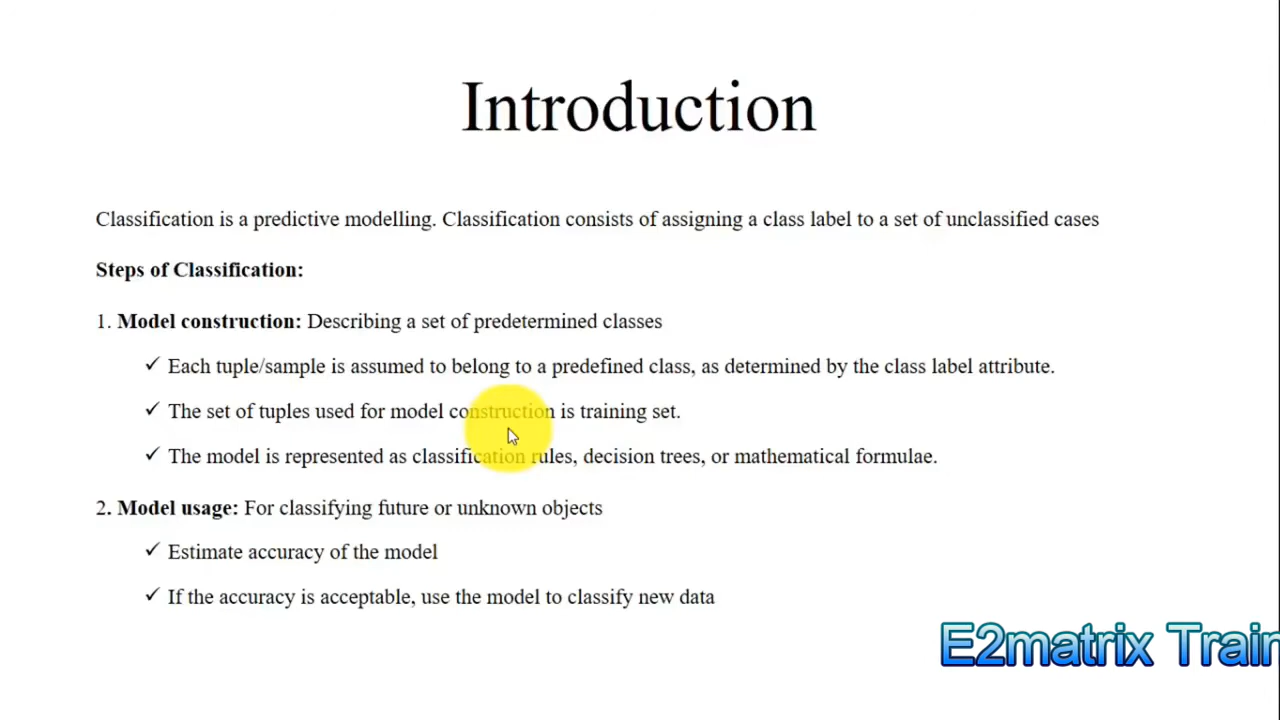 Introduction
Classification is a predictive modelling. Classification consists of assigning a class label to a set of unclassified cases
Steps of Classification:
1. Model construction: Describing a set of predetermined classes
✓ Each tuple/sample is assumed to belong to a predefined class, as determined by the class label attribute.
✓ The set of tuples used for model construction is training set.
✓ The model is represented as classification rules, decision trees, or mathematical formulae.
2. Model usage: For classifying future or unknown objects
✓ Estimate accuracy of the model
✓ If the accuracy is acceptable, use the model to classify new data
E2matrix Train